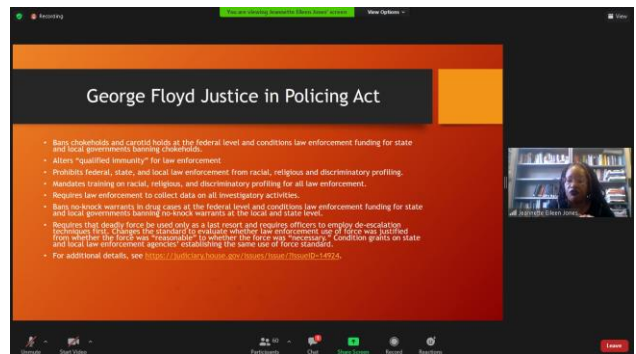 Recording
You are viewing Jeannette Eileen Jones' screen
View Options
View
George Floyd Justice in Policing Act
• Bans chokeholds and carotid holds at the federal level and conditions law enforcement funding for state
and local governments banning chokeholds.
• Alters “qualified immunity” for law enforcement
• Prohibits federal, state, and local law enforcement from racial, religious and discriminatory profiling.
• Mandates training on racial, religious, and discriminatory profiling for all law enforcement.
• Requires law enforcement to collect data on all investigatory activities.
• Bans no-knock warrants in drug cases at the federal level and conditions law enforcement funding for state
and local governments banning no-knock warrants at the local and state level.
• Requires that deadly force be used only as a last resort and requires officers to employ de-escalation
techniques first. Changes the standard to evaluate whether law enforcement use of force was justified
from whether the force was “reasonable” to whether the force was “necessary.” Condition grants on state
and local law enforcement agencies’ establishing the same use of force standard.
• For additional details, see https://judiciary.house.gov/issues/issue/?IssueID=14924.
Jeannette Eileen Jones
Unmute
Start Video
Participants
60
Chat
Share Screen
Record
Reactions
Leave